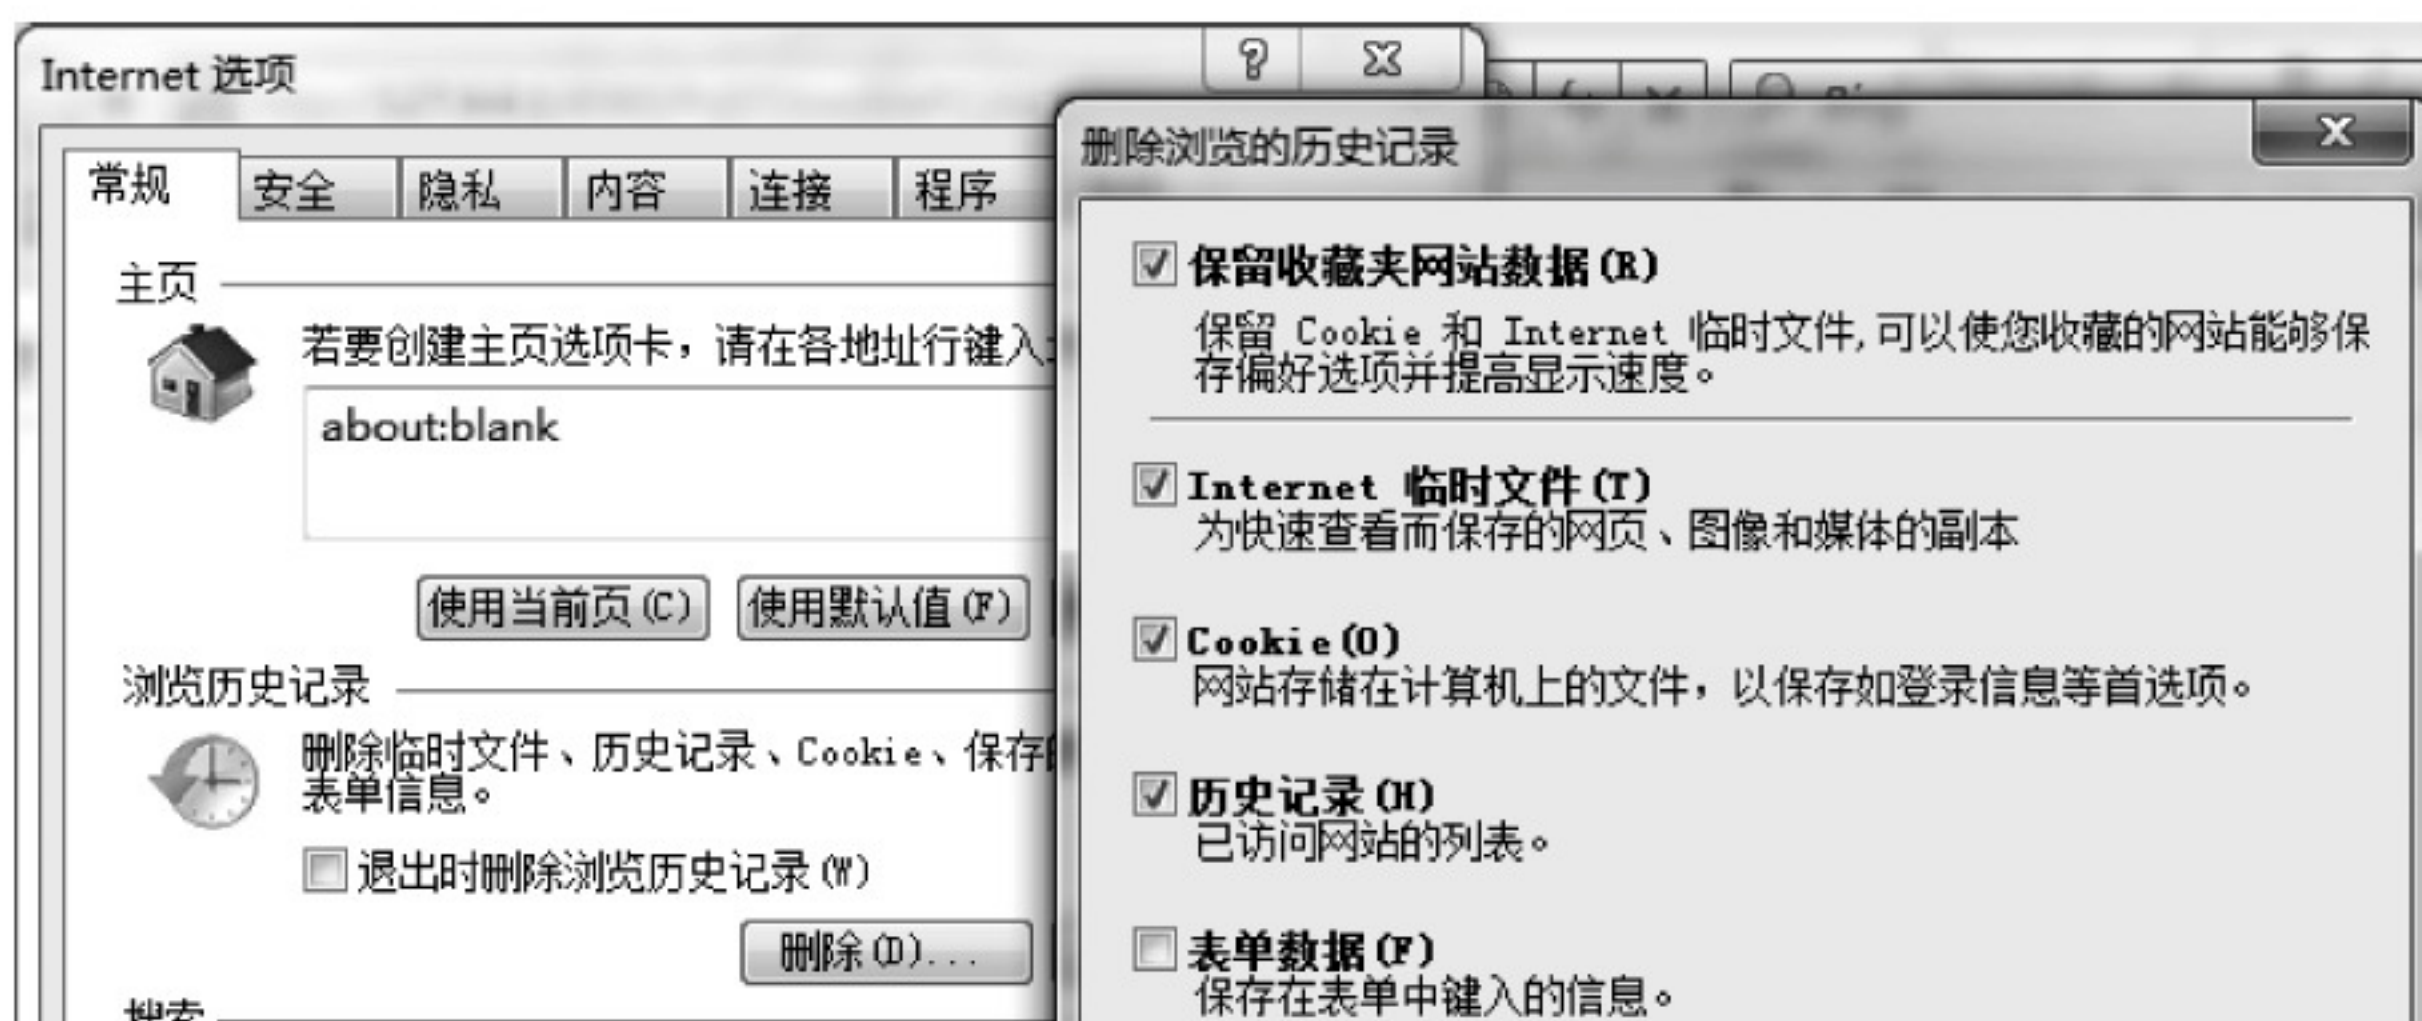 Internet 选项
常规
安全
隐私
内容
连接
程序
主页
若要创建主页选项卡，请在各地址行键入
about:blank
使用当前页(C)
使用默认值(F)
浏览历史记录
删除临时文件、历史记录、Cookie、保存的
表单信息。
退出时删除浏览历史记录(W)
删除(D)...
搜索
删除浏览的历史记录
保留收藏夹网站数据(R)
保留 Cookie 和 Internet 临时文件,可以使您收藏的网站能够保
存偏好选项并提高显示速度。
Internet 临时文件(T)
为快速查看而保存的网页、图像和媒体的副本
Cookie(O)
网站存储在计算机上的文件，以保存如登录信息等首选项。
历史记录(H)
已访问网站的列表。
表单数据(F)
保存在表单中键入的信息。